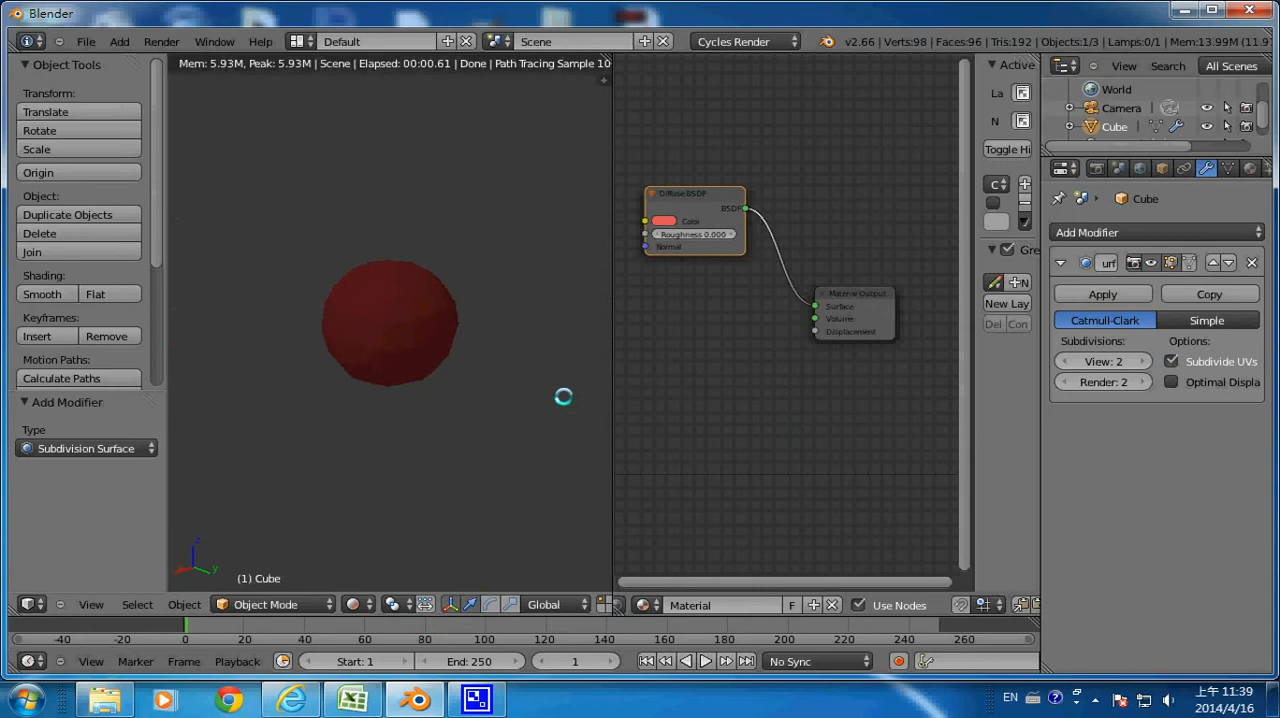 Blender
File Add Render Window Help Default Scene Cycles Render v2.66 | Verts:98 | Faces:96 | Tris:192 | Objects:1/3 | Lamps:0/1 | Mem:13.99M (11.9
Object Tools
Transform:
Translate
Rotate
Scale
Origin
Object:
Duplicate Objects
Delete
Join
Shading:
Smooth Flat
Keyframes:
Insert Remove
Motion Paths:
Calculate Paths
Add Modifier
Type
Subdivision Surface
Mem: 5.93M, Peak: 5.93M | Scene | Elapsed: 00:00.61 | Done | Path Tracing Sample 10
(1) Cube
View Select Object Object Mode Global
Diffuse BSDF
BSDF
Color
Roughness 0.000
Normal
Material Output
Surface
Volume
Displacement
Material F Use Nodes
Active
La
N
Toggle Hi
C
Gre
N
New Lay
Del Con
View Search All Scenes
World
Camera
Cube
Cube
Add Modifier
urf
Apply Copy
Catmull-Clark Simple
Subdivisions: Options:
View: 2 Subdivide UVs
Render: 2 Optimal Displa
-40 -20 0 20 40 60 80 100 120 140 160 180 200 220 240 260
View Marker Frame Playback Start: 1 End: 250 1 No Sync
EN
上午 11:39
2014/4/16